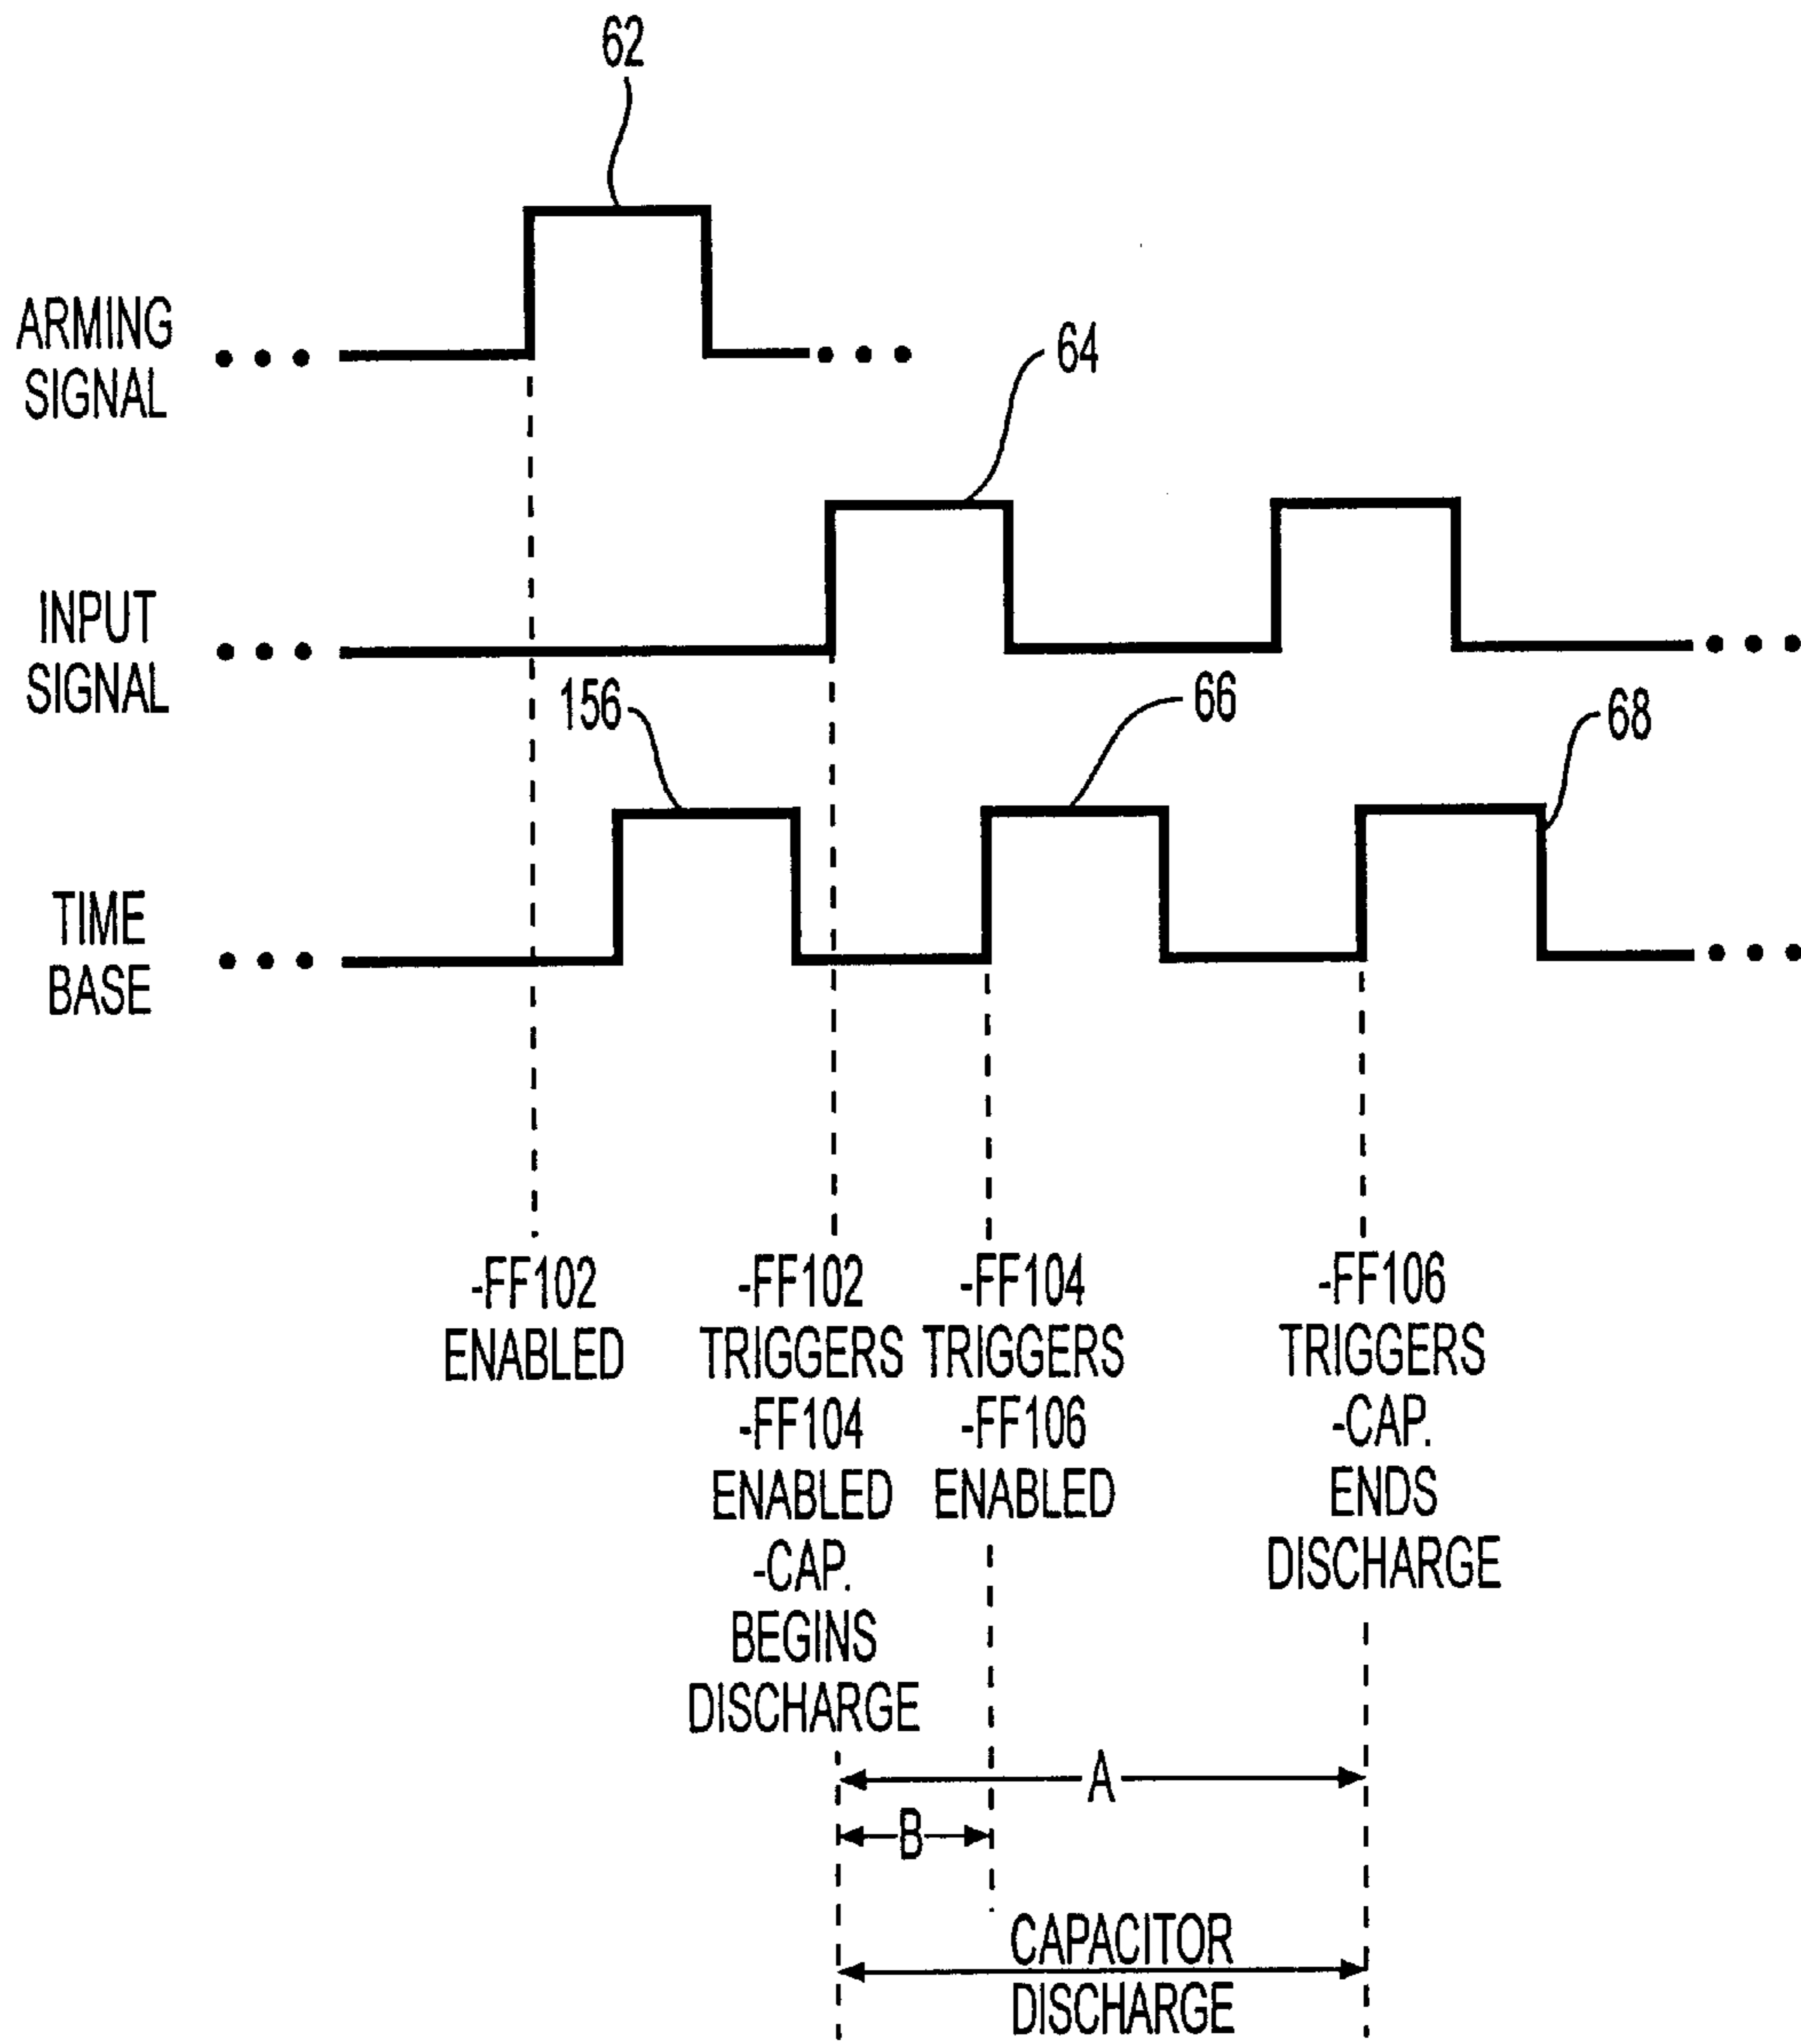 62
ARMING
SIGNAL
64
INPUT
SIGNAL
156
66
68
TIME
BASE
-FF102
ENABLED
-FF102
TRIGGERS
-FF104
ENABLED
-CAP.
BEGINS
DISCHARGE
-FF104
TRIGGERS
-FF106
ENABLED
-FF106
TRIGGERS
-CAP.
ENDS
DISCHARGE
A
B
CAPACITOR
DISCHARGE